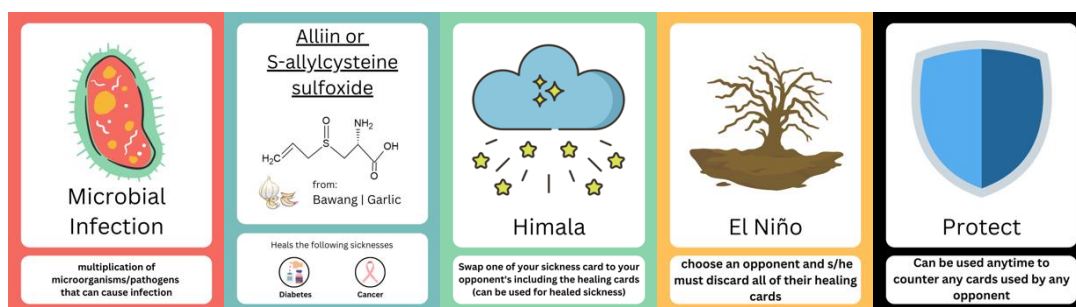 Microbial
Infection
multiplication of
microorganisms/pathogens
that can cause infection
Alliin or
S-allylcysteine
sulfoxide
O
NH₂
S
OH
H₂C
O
from:
Bawang | Garlic
Heals the following sicknesses
Diabetes
Cancer
Himala
Swap one of your sickness card to your
opponent's including the healing cards
(can be used for healed sickness)
El Niño
choose an opponent and s/he
must discard all of their healing
cards
Protect
Can be used anytime to
counter any cards used by any
opponent